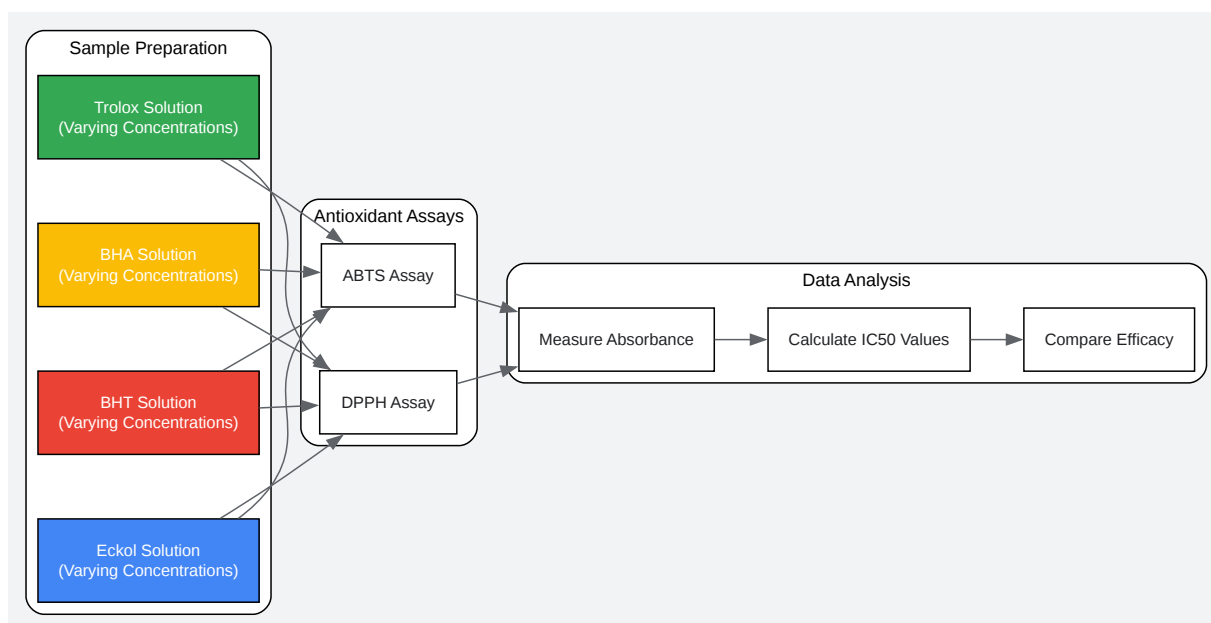 Sample Preparation
Trolox Solution
(Varying Concentrations)
BHA Solution
(Varying Concentrations)
BHT Solution
(Varying Concentrations)
Eckol Solution
(Varying Concentrations)
Antioxidant Assays
ABTS Assay
DPPH Assay
Data Analysis
Measure Absorbance
Calculate IC50 Values
Compare Efficacy